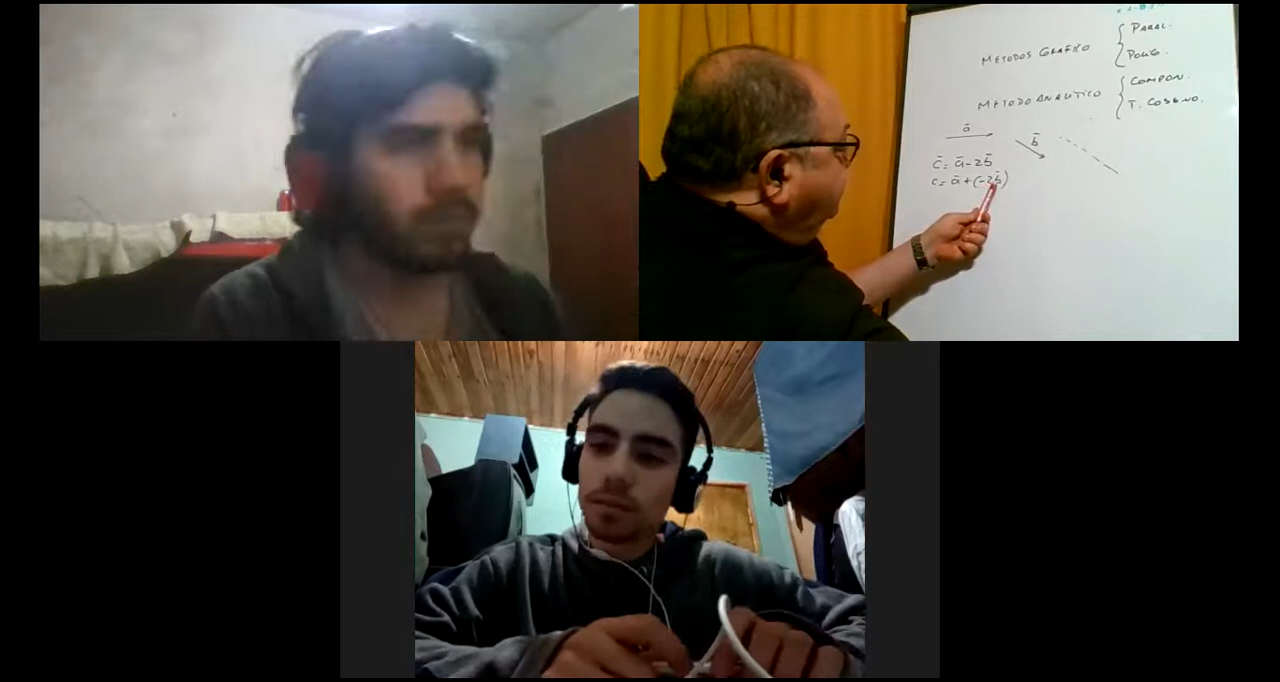 PARAL.
METODOS GRAFICO { POLIG.
COMPON.
METODO ANALITICO { T. COSENO.
a̅
b̅
c̅ = a̅ - 2b̅
c = a̅ + (-2b̅)